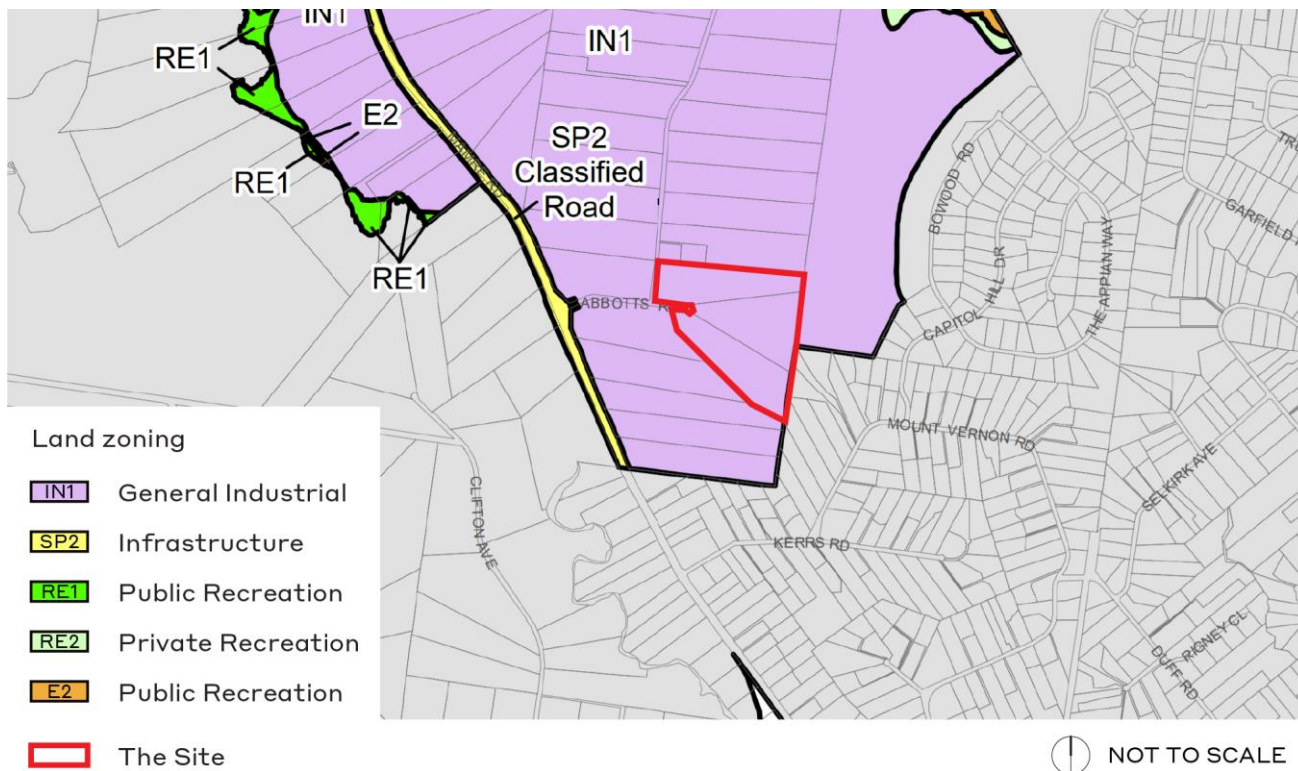 IN1
RE1
IN1
E2
RE1
SP2
Classified
Road
RE1
MAMRE RD
BOWOOD RD
GARFIELD
THE APPIAN WAY
CAPITOL HILL DR
ABBOTTS R
MOUNT VERNON RD
SELKIRK AVE
CLIFTON AVE
KERRS RD
RIGNEY CL
DUFF RD
Land zoning
IN1 General Industrial
SP2 Infrastructure
RE1 Public Recreation
RE2 Private Recreation
E2 Public Recreation
The Site
NOT TO SCALE